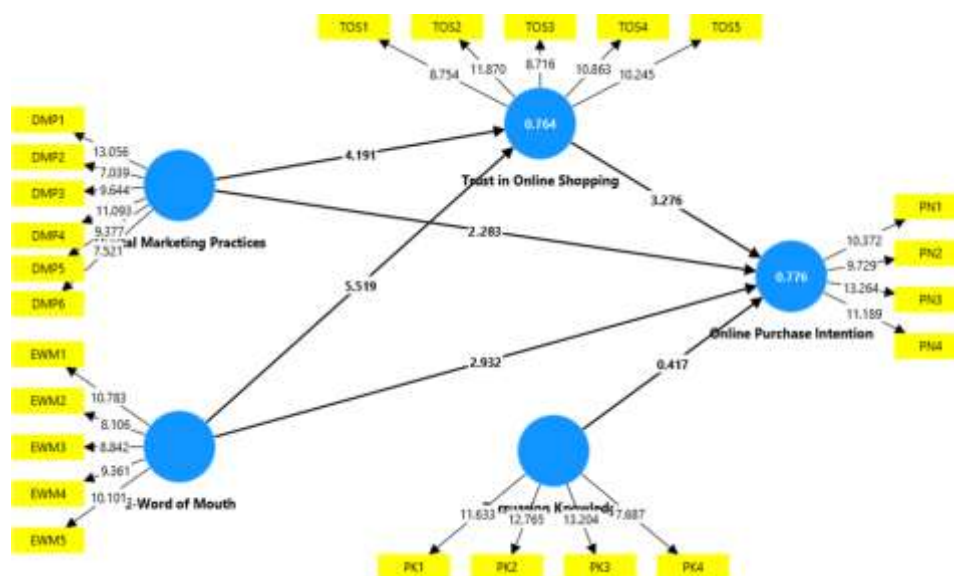 TOS1 TOS2 TOS3 TOS4 TOS5
8.754 11.870 8.716 10.863 10.245
0.764
Trust in Online Shopping
DMP1
DMP2
DMP3
DMP4
DMP5
DMP6
13.056
7.039
9.644
11.093
9.377
7.521
Marketing Practices
4.191
2.283
5.519
3.276
2.932
0.417
0.776
Online Purchase Intention
PN1
PN2
PN3
PN4
10.372
9.729
13.264
11.189
EWM1
EWM2
EWM3
EWM4
EWM5
10.783
8.106
8.842
9.361
10.101
-Word of Mouth
11.633 12.765 13.204 7.687
PK1 PK2 PK3 PK4